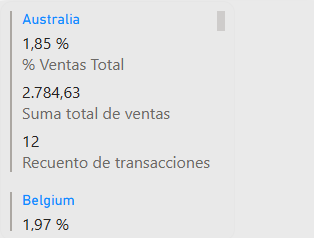 Australia
1,85 %
% Ventas Total
2.784,63
Suma total de ventas
12
Recuento de transacciones
Belgium
1,97 %